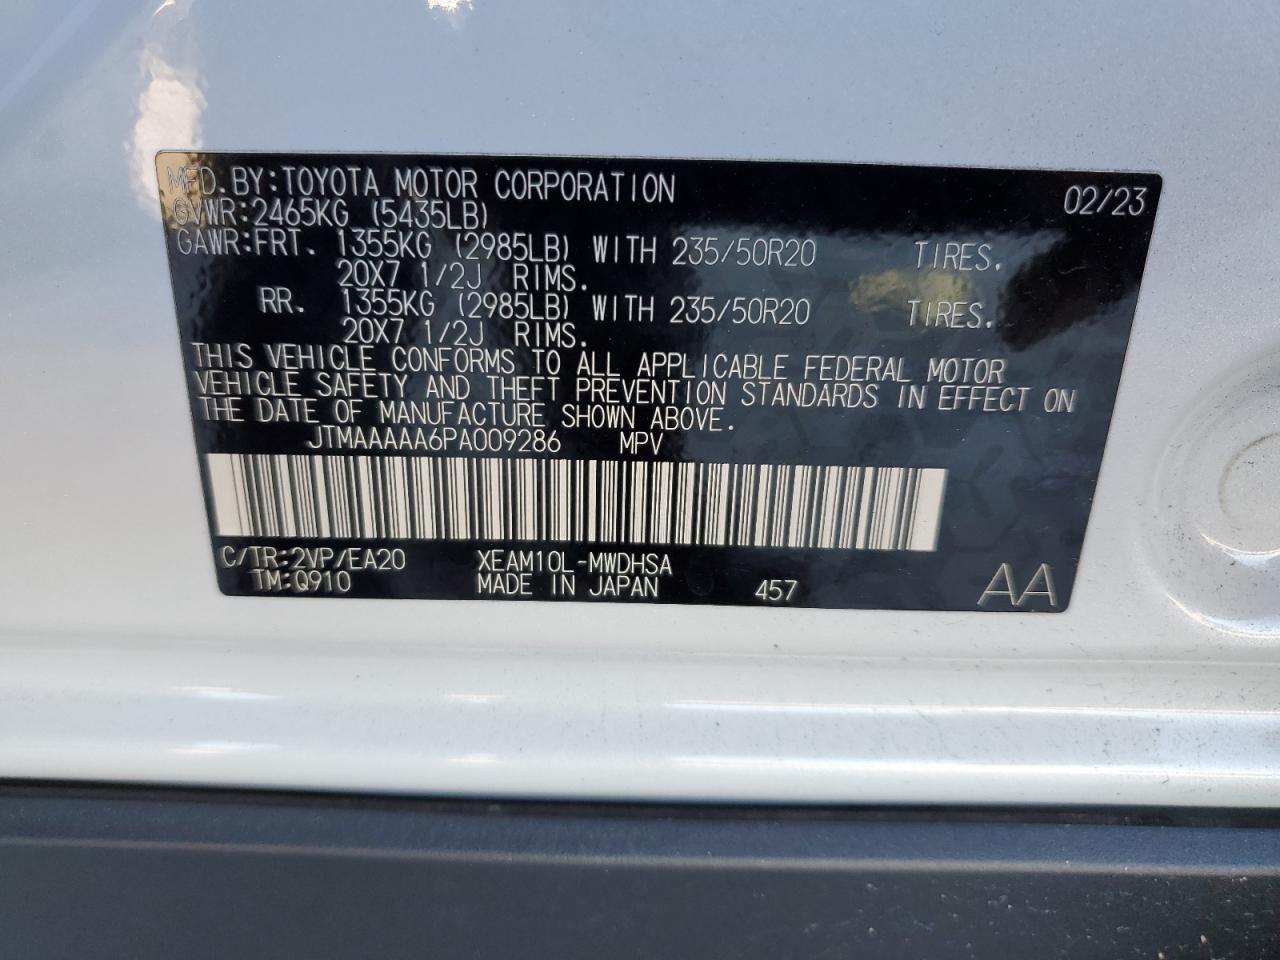 MFD. BY: TOYOTA MOTOR CORPORATION 02/23
GVWR: 2465KG (5435LB)
GAWR: FRT. 1355KG (2985LB) WITH 235/50R20 TIRES.
20X7 1/2J RIMS.
RR. 1355KG (2985LB) WITH 235/50R20 TIRES.
20X7 1/2J RIMS.
THIS VEHICLE CONFORMS TO ALL APPLICABLE FEDERAL MOTOR
VEHICLE SAFETY AND THEFT PREVENTION STANDARDS IN EFFECT ON
THE DATE OF MANUFACTURE SHOWN ABOVE.
JTMAAAAA6PA009286 MPV
C/TR: 2VP/EA20 XEAM10L-MWDHSA
TM: Q910 MADE IN JAPAN 457 AA